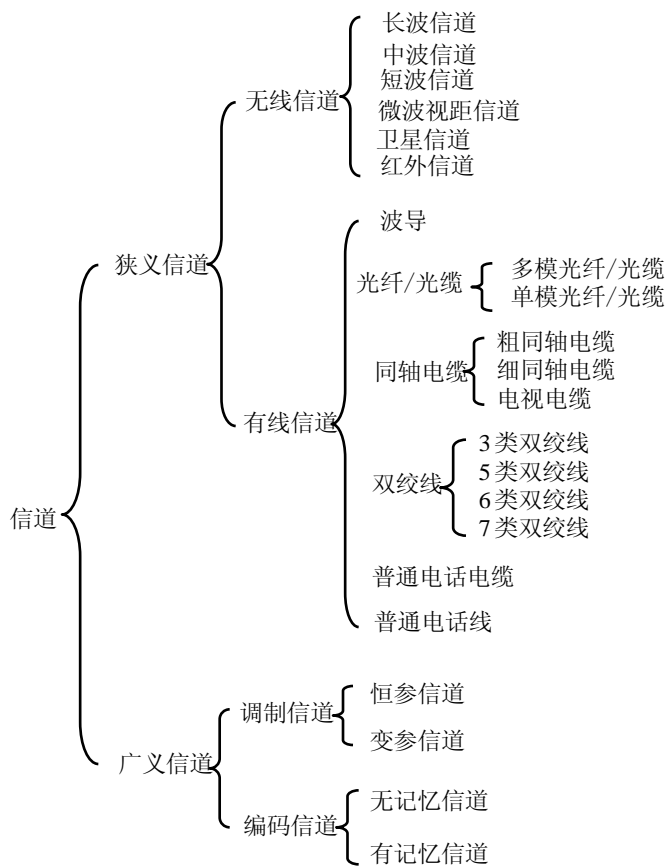 长波信道
中波信道
短波信道
无线信道
微波视距信道
卫星信道
红外信道
波导
狭义信道
多模光纤/光缆
光纤/光缆
单模光纤/光缆
粗同轴电缆
同轴电缆
细同轴电缆
电视电缆
有线信道
3类双绞线
5类双绞线
双绞线
6类双绞线
7类双绞线
信道
普通电话电缆
普通电话线
恒参信道
调制信道
变参信道
广义信道
无记忆信道
编码信道
有记忆信道